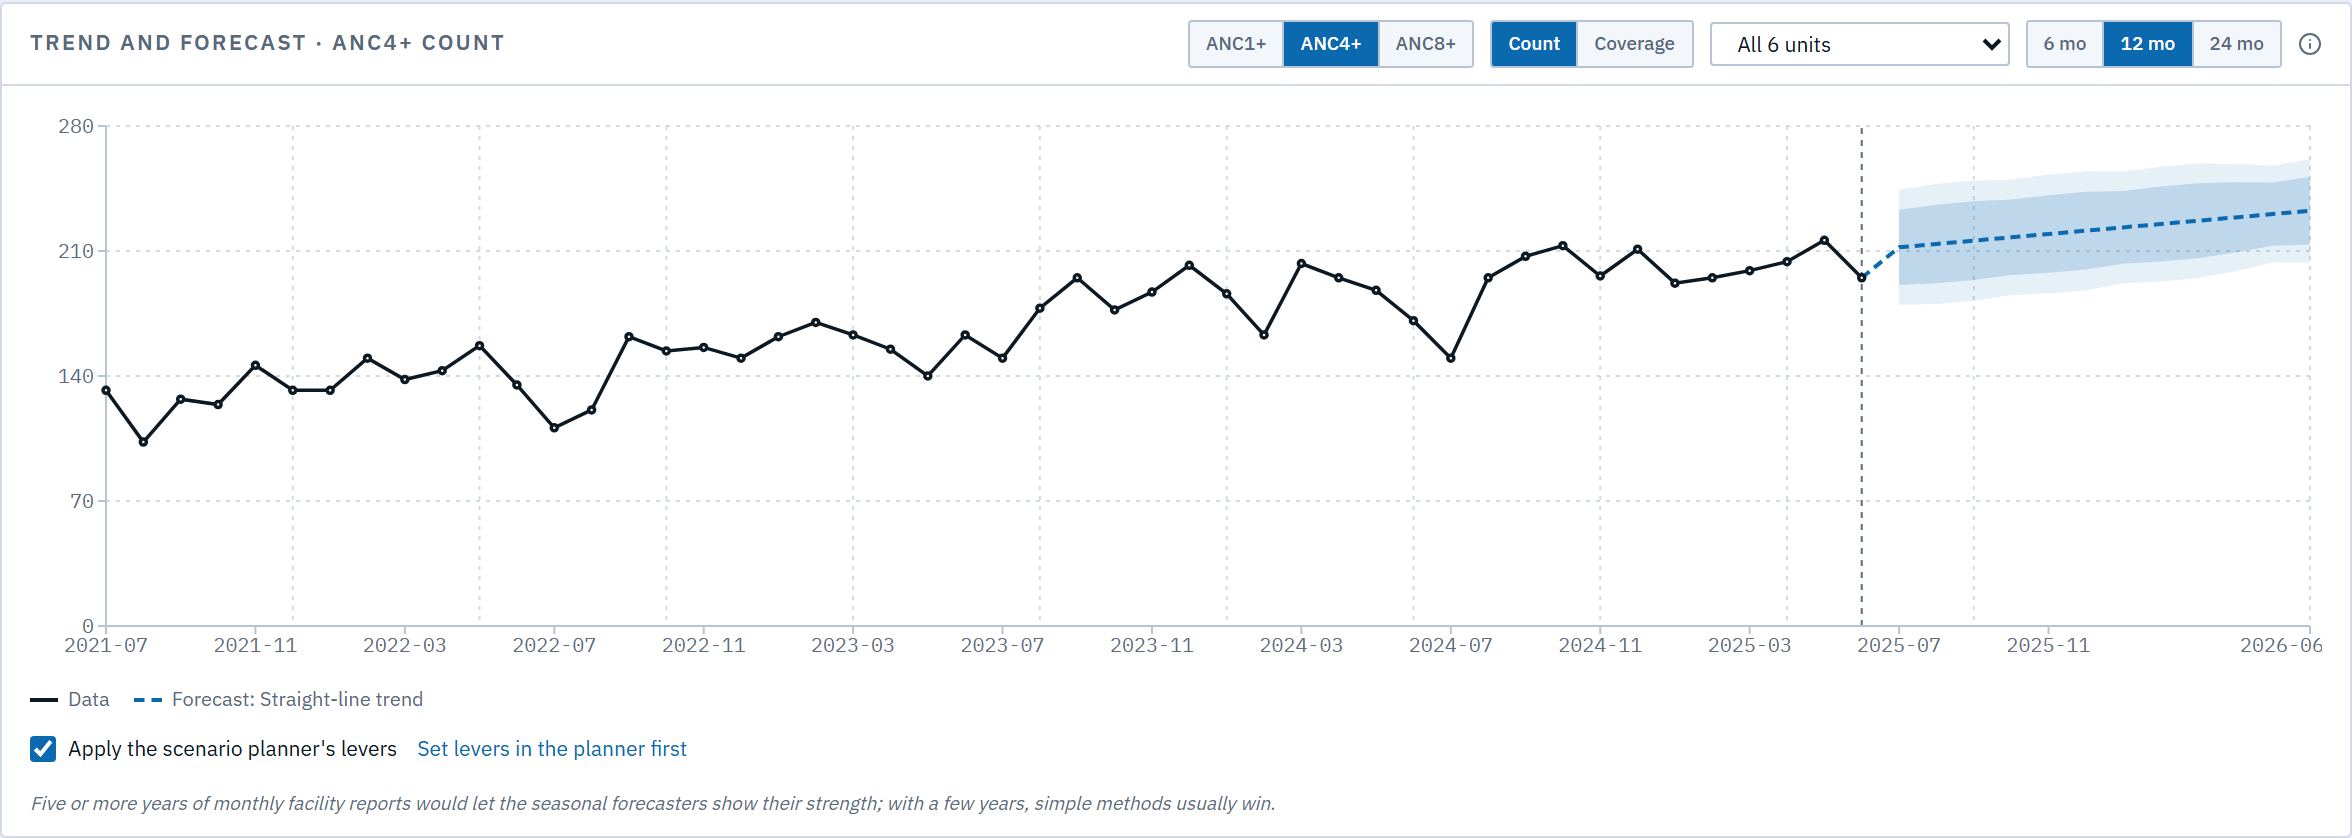 TREND AND FORECAST · ANC4+ COUNT
ANC1+ ANC4+ ANC8+ Count Coverage All 6 units 6 mo 12 mo 24 mo
280
210
140
70
0
2021-07 2021-11 2022-03 2022-07 2022-11 2023-03 2023-07 2023-11 2024-03 2024-07 2024-11 2025-03 2025-07 2025-11 2026-06
Data Forecast: Straight-line trend
Apply the scenario planner's levers Set levers in the planner first
Five or more years of monthly facility reports would let the seasonal forecasters show their strength; with a few years, simple methods usually win.